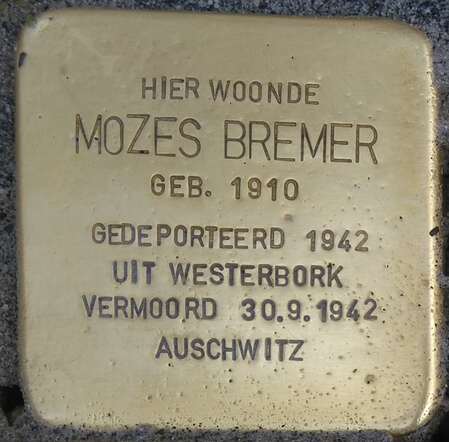 HIER WOONDE
MOZES BREMER
GEB. 1910
GEDEPORTEERD 1942
UIT WESTERBORK
VERMOORD 30.9.1942
AUSCHWITZ